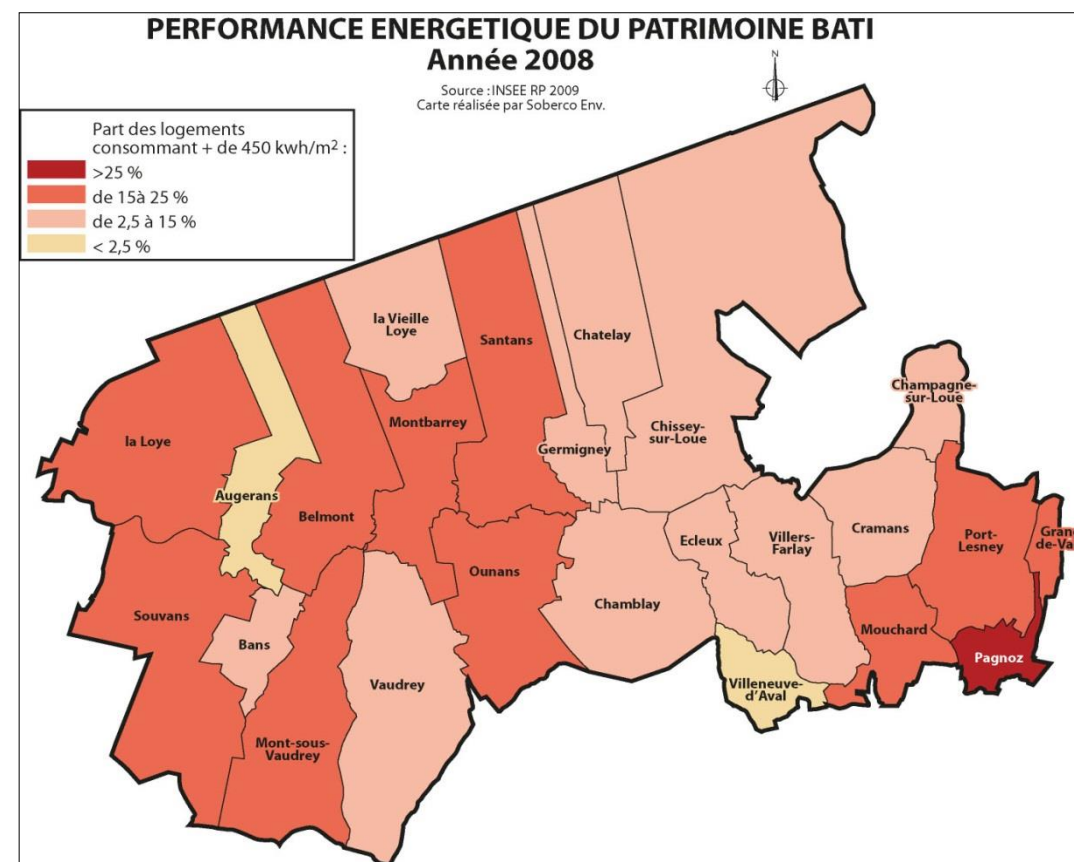 PERFORMANCE ENERGETIQUE DU PATRIMOINE BATI
Année 2008
Source : INSEE RP 2009
Carte réalisée par Soberco Env.
N
Part des logements
consommant + de 450 kwh/m² :
>25 %
de 15à 25 %
de 2,5 à 15 %
< 2,5 %
la Vieille
Loye
Santans
Chatelay
Champagne-
sur-Loue
la Loye
Montbarrey
Germigney
Chissey-
sur-Loue
Augerans
Belmont
Cramans
Port-
Lesney
Gran
de-Va
Ecleux
Villers-
Farlay
Ounans
Souvans
Chamblay
Bans
Mouchard
Pagnoz
Vaudrey
Villeneuve-
d'Aval
Mont-sous-
Vaudrey